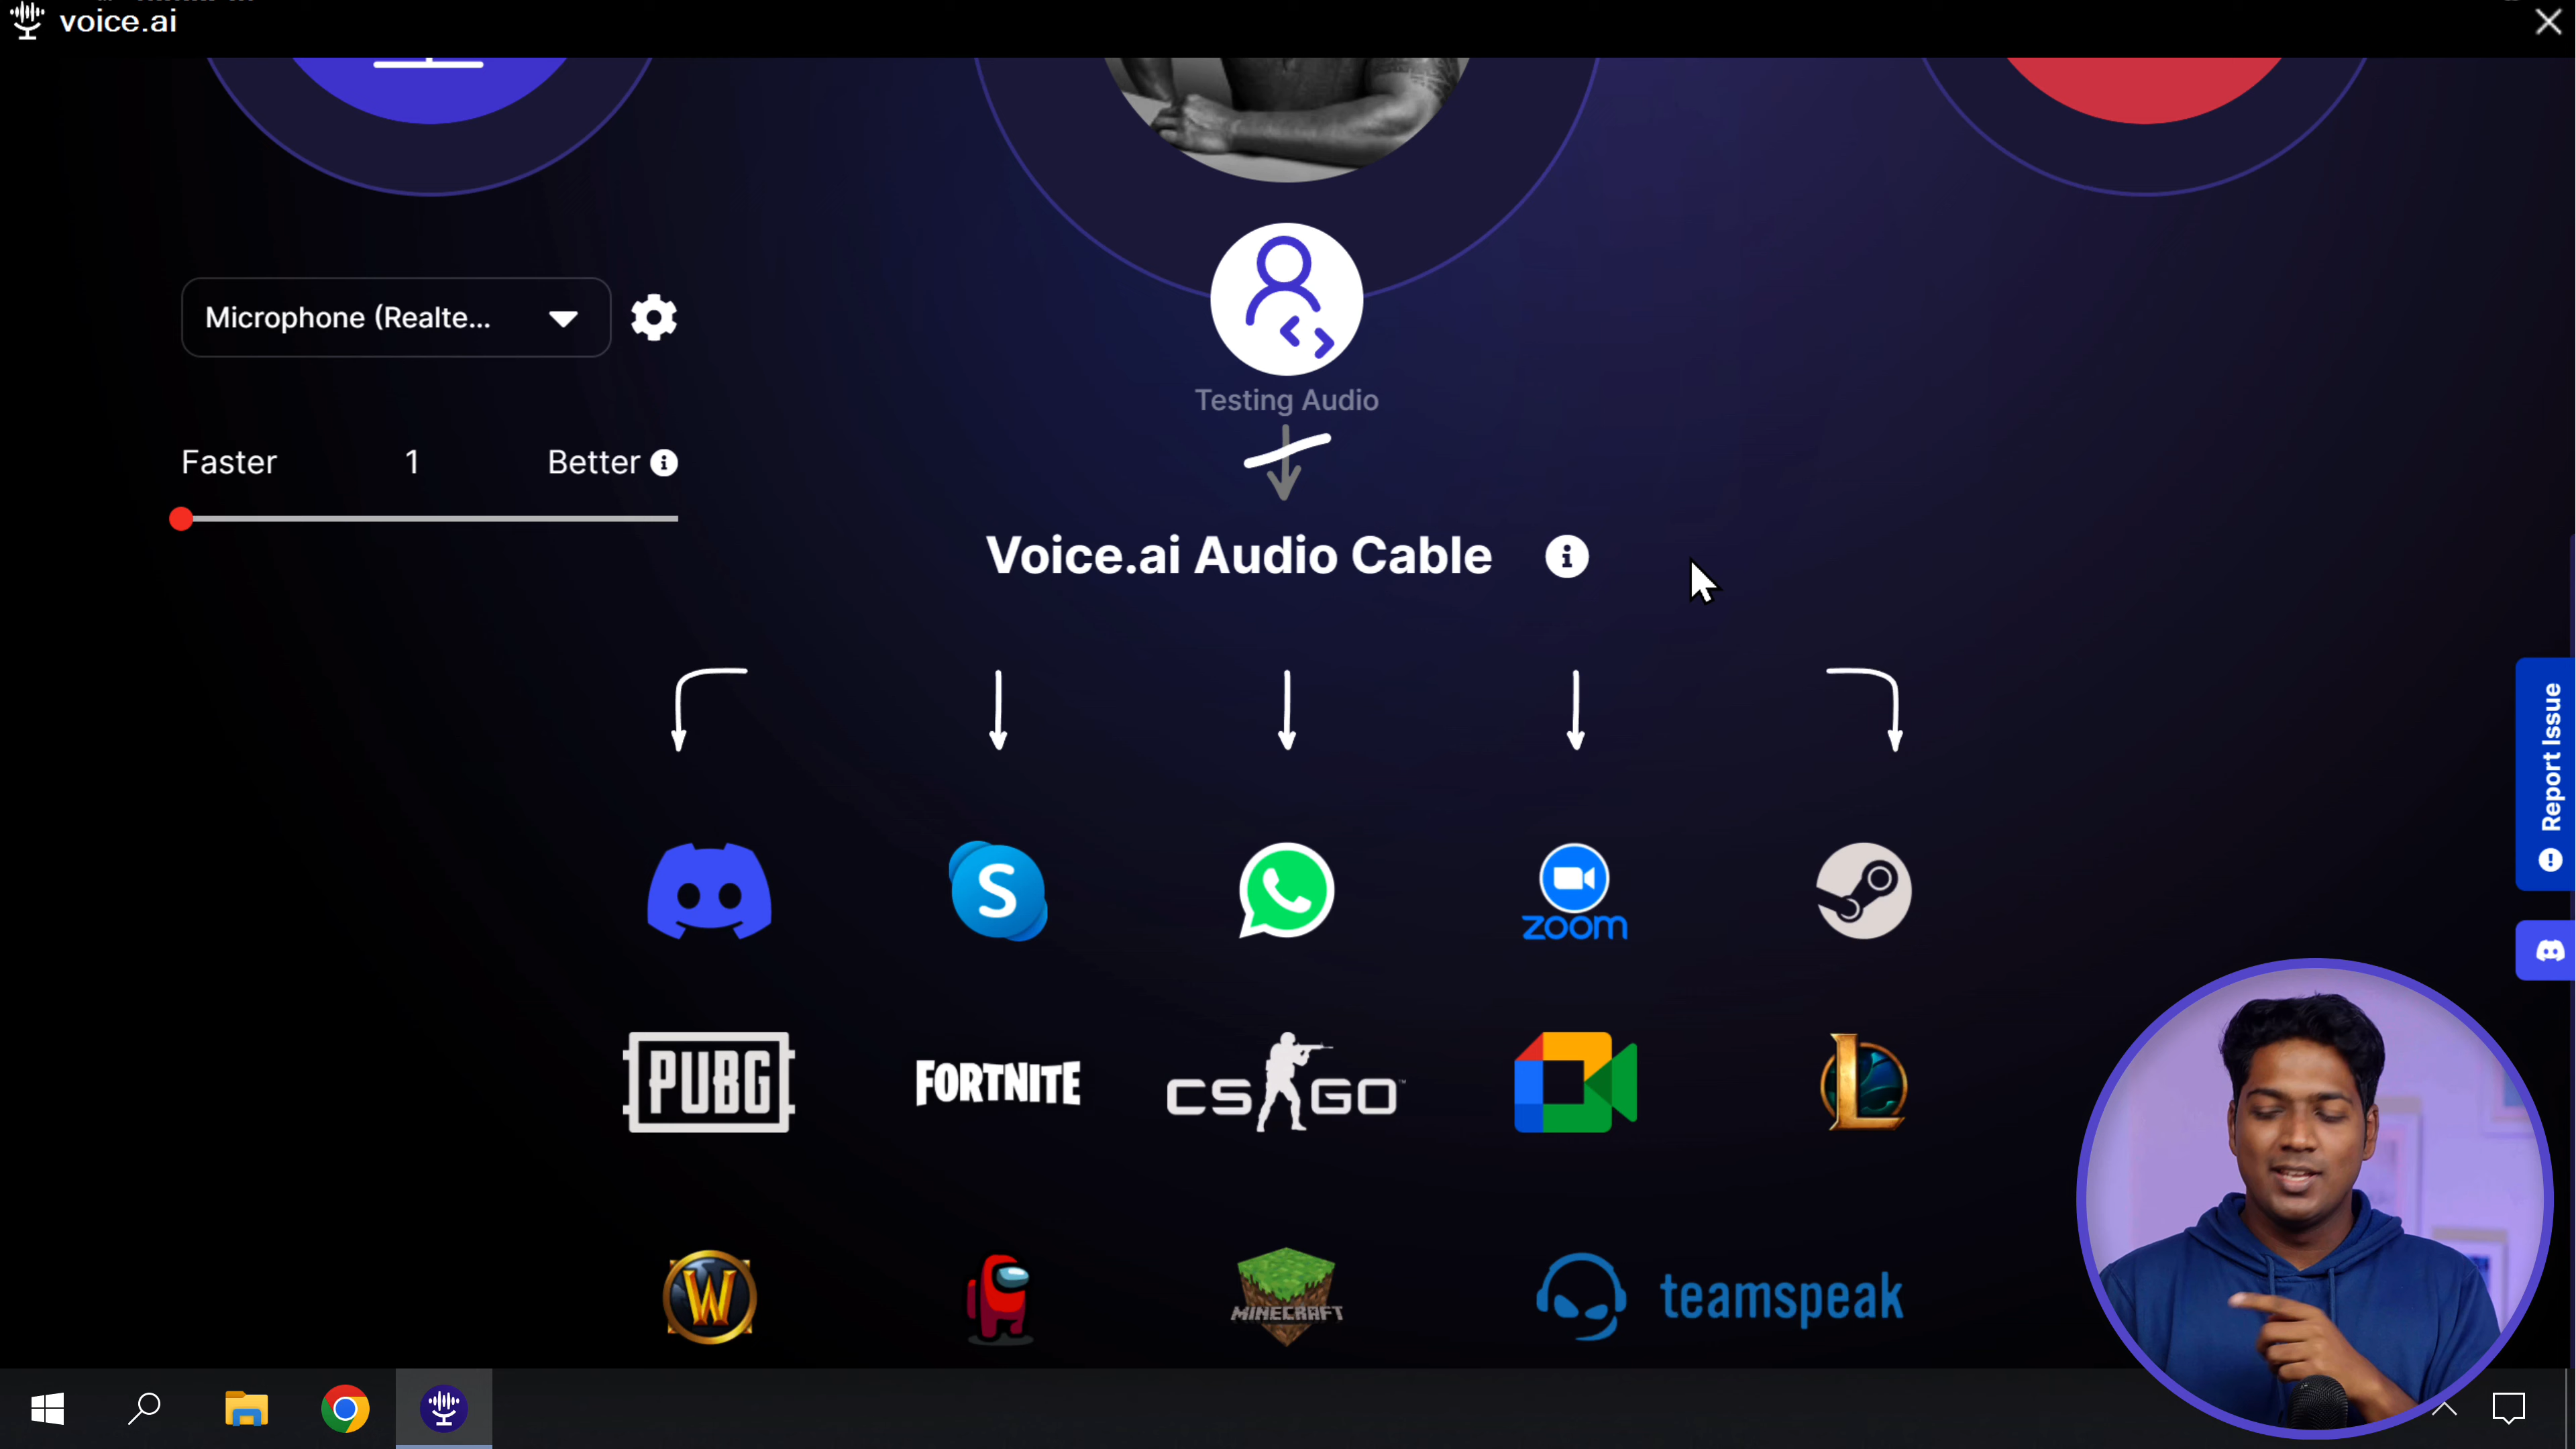 voice.ai
Microphone (Realte...
Testing Audio
Faster 1 Better
Voice.ai Audio Cable
Report Issue
S
zoom
PUBG
FORTNITE
CS GO™
L
W
MINECRAFT
teamspeak